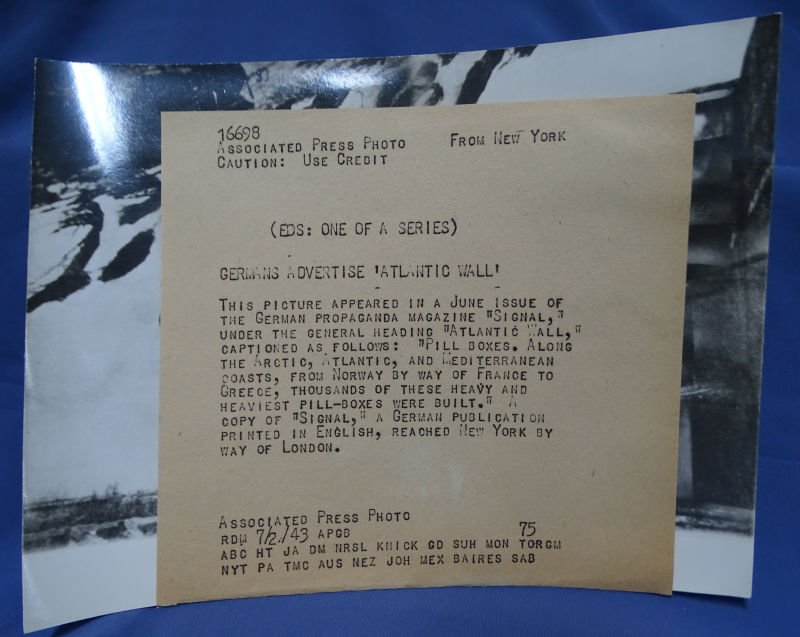 16698
ASSOCIATED PRESS PHOTO FROM NEW YORK
CAUTION: USE CREDIT
(EDS: ONE OF A SERIES)
GERMANS ADVERTISE 'ATLANTIC WALL'
THIS PICTURE APPEARED IN A JUNE ISSUE OF
THE GERMAN PROPAGANDA MAGAZINE "SIGNAL,"
UNDER THE GENERAL HEADING "ATLANTIC WALL,"
CAPTIONED AS FOLLOWS: "PILL BOXES. ALONG
THE ARCTIC, ATLANTIC, AND MEDITERRANEAN
COASTS, FROM NORWAY BY WAY OF FRANCE TO
GREECE, THOUSANDS OF THESE HEAVY AND
HEAVIEST PILL-BOXES WERE BUILT." A
COPY OF "SIGNAL," A GERMAN PUBLICATION
PRINTED IN ENGLISH, REACHED NEW YORK BY
WAY OF LONDON.
ASSOCIATED PRESS PHOTO
RDM 7/2/43 APGB 75
ABC HT JA DM NRSL KNICK GD SUH MON TORGM
NYT PA TMC AUS NEZ JOH MEX BAIRES SAB